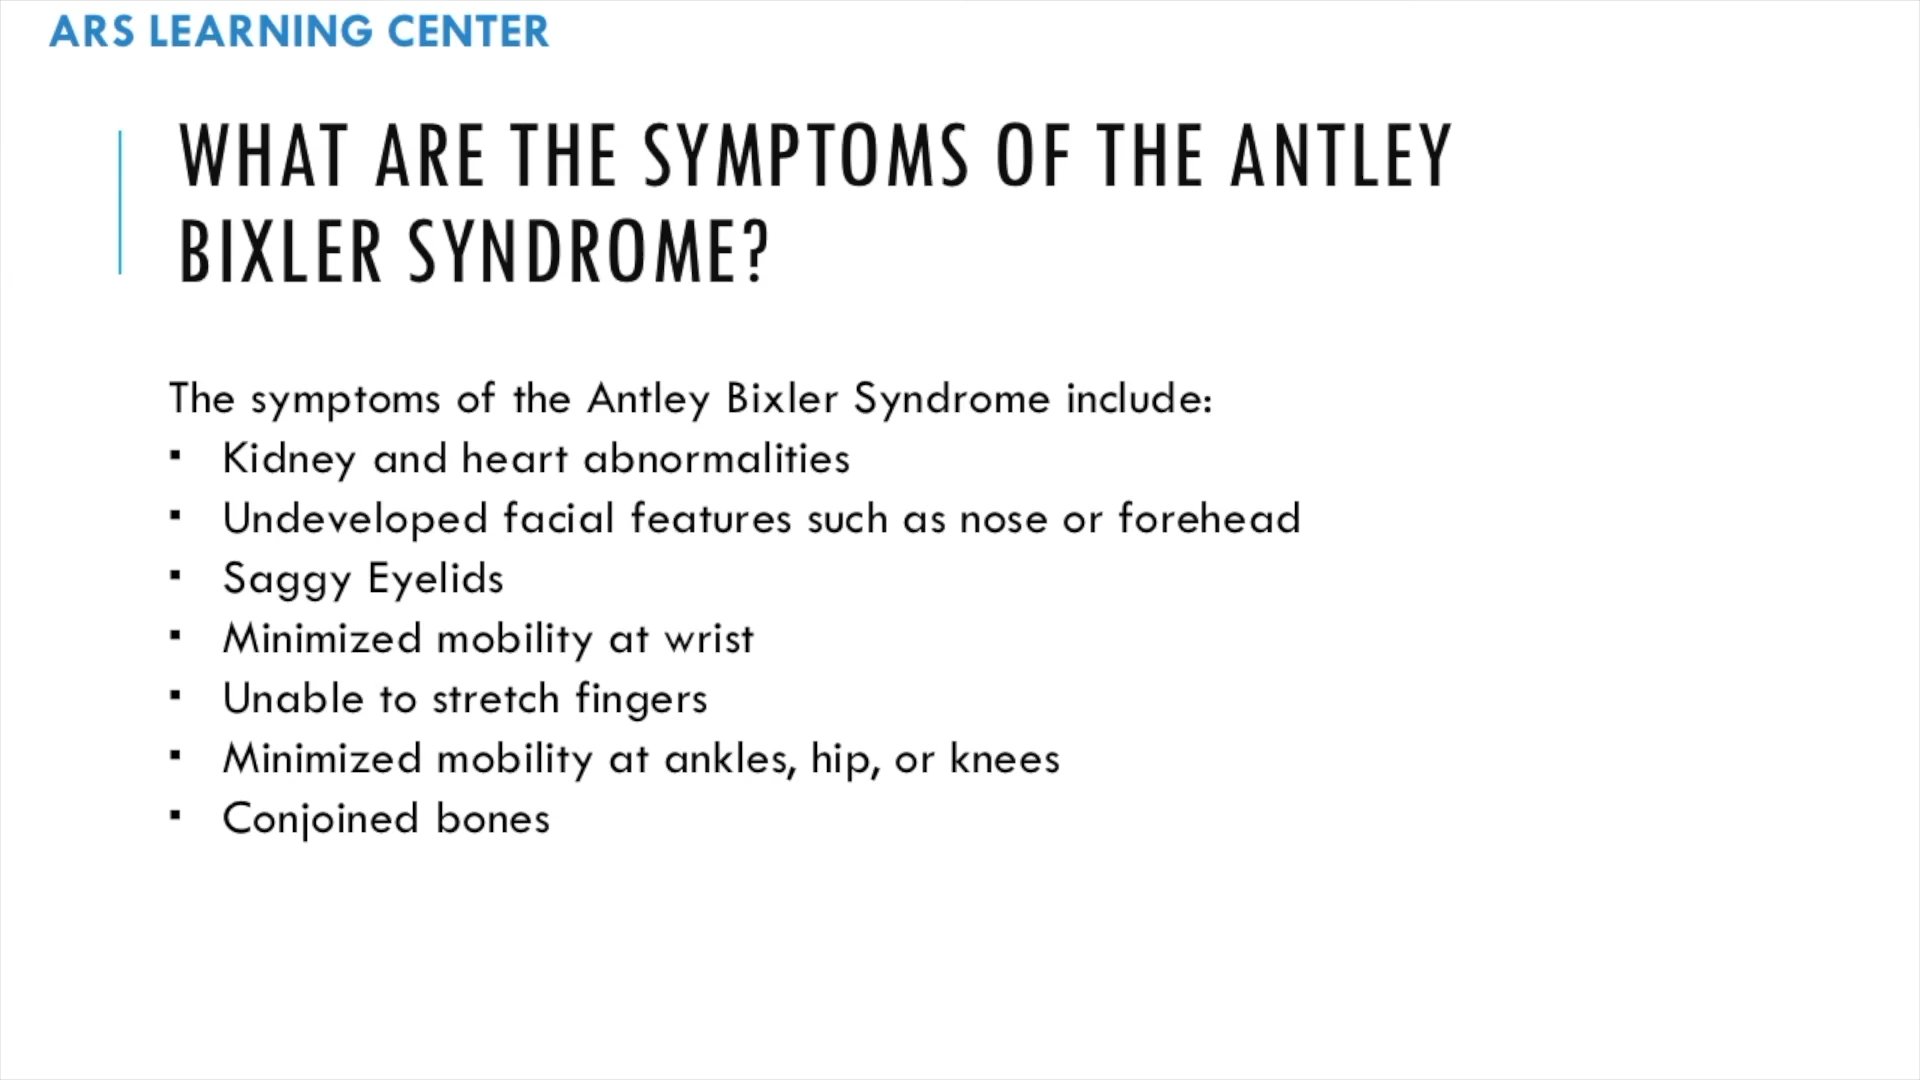 ARS LEARNING CENTER
WHAT ARE THE SYMPTOMS OF THE ANTLEY
BIXLER SYNDROME?
The symptoms of the Antley Bixler Syndrome include:
▪ Kidney and heart abnormalities
▪ Undeveloped facial features such as nose or forehead
▪ Saggy Eyelids
▪ Minimized mobility at wrist
▪ Unable to stretch fingers
▪ Minimized mobility at ankles, hip, or knees
▪ Conjoined bones